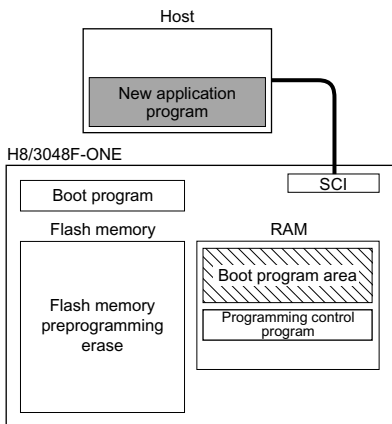 Host
New application
program
H8/3048F-ONE
SCI
Boot program
Flash memory
RAM
Boot program area
Flash memory
preprogramming
erase
Programming control
program